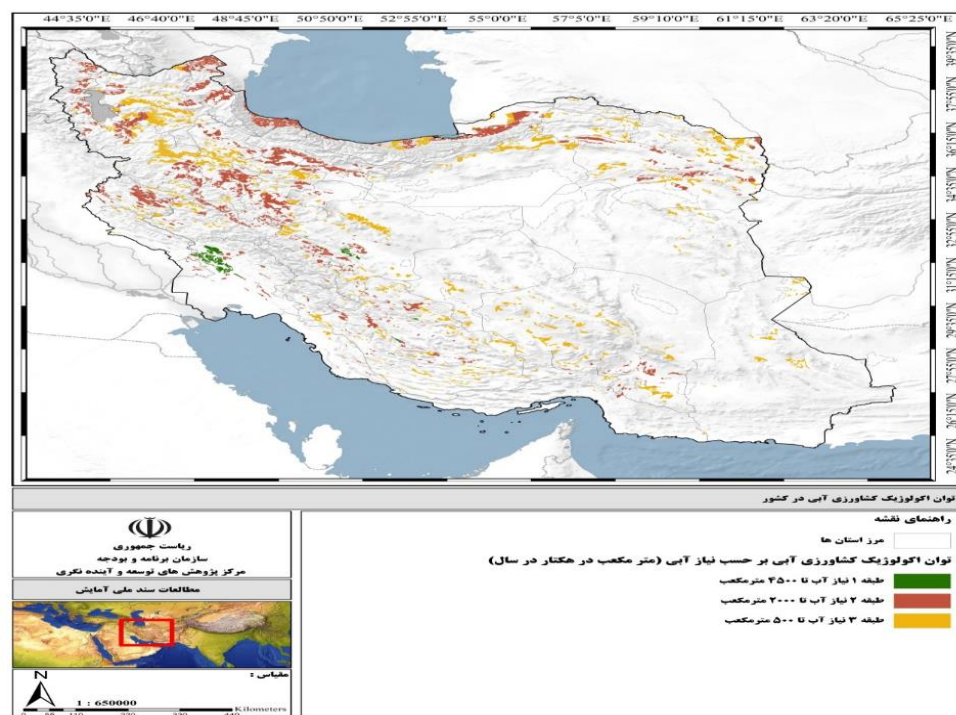 44°35'0"E 46°40'0"E 48°45'0"E 50°50'0"E 52°55'0"E 55°0'0"E 57°5'0"E 59°10'0"E 61°15'0"E 63°20'0"E 65°25'0"E
توان اکولوژیک کشاورزی آبی در کشور
راهنمای نقشه
مرز استان ها
توان اکولوژیک کشاورزی آبی بر حسب نیاز آبی (متر مکعب در هکتار در سال)
طبقه ۱ نیاز آب تا ۴۵۰۰ مترمکعب
طبقه ۲ نیاز آب تا ۲۰۰۰ مترمکعب
طبقه ۳ نیاز آب تا ۵۰۰ مترمکعب
ریاست جمهوری
سازمان برنامه و بودجه
مرکز پژوهش های توسعه و آینده نگری
مطالعات سند ملی آمایش
مقیاس :
N
1 : 650000
Kilometers
0 110 220 330 440